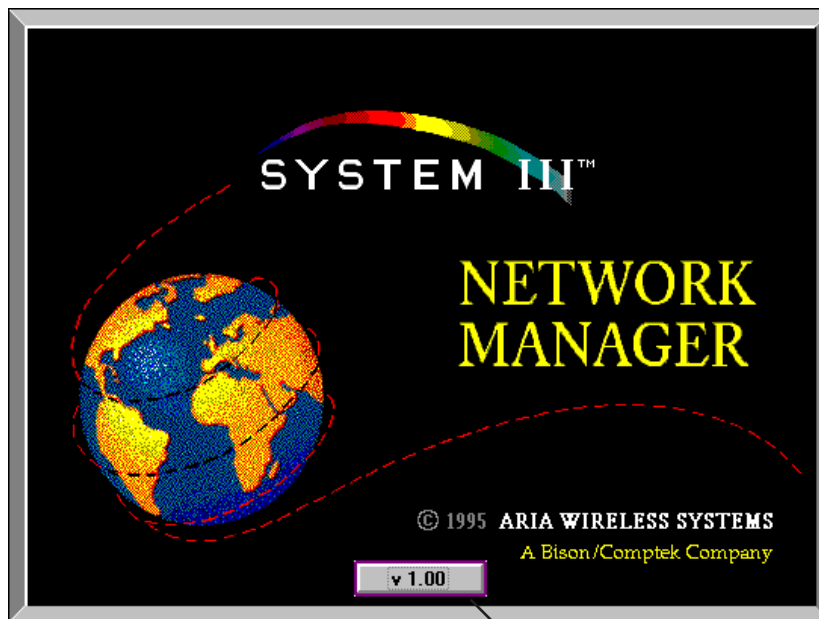 SYSTEM III™
NETWORK
MANAGER
© 1995 ARIA WIRELESS SYSTEMS
A Bison/Comptek Company
v 1.00